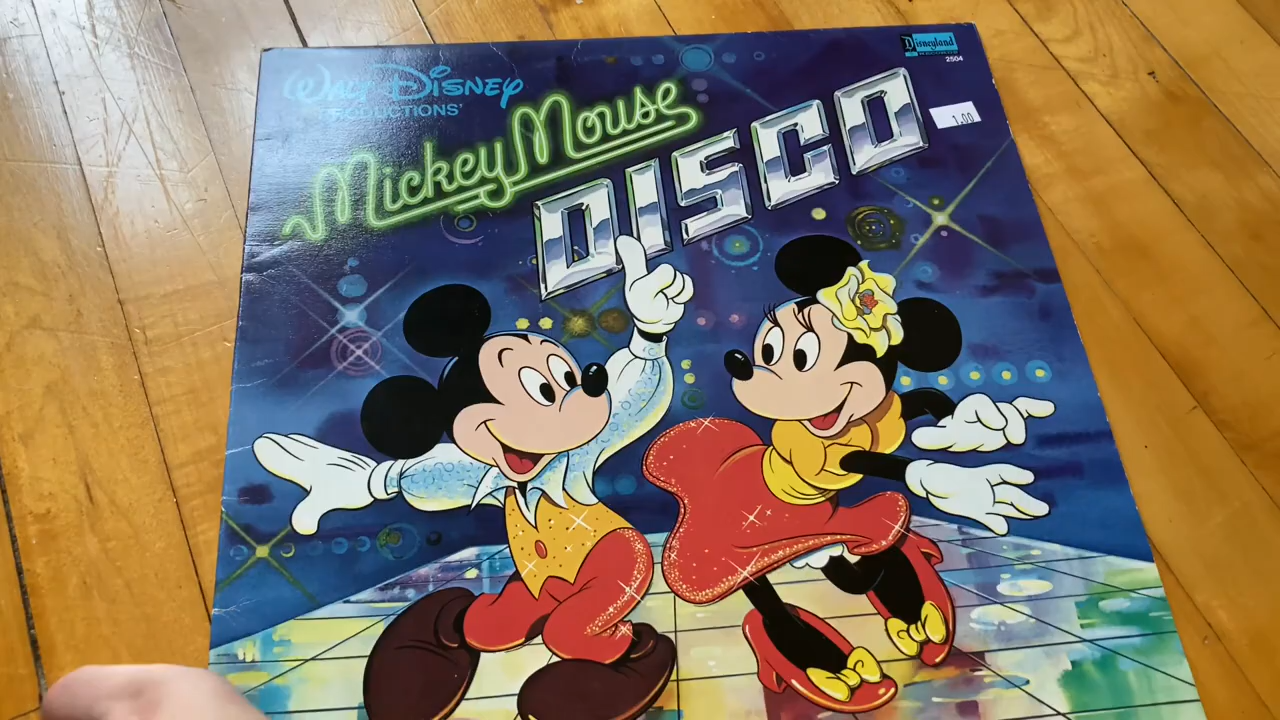 Walt Disney
PRODUCTIONS'
Mickey Mouse
DISCO
Disneyland
2504
1.00